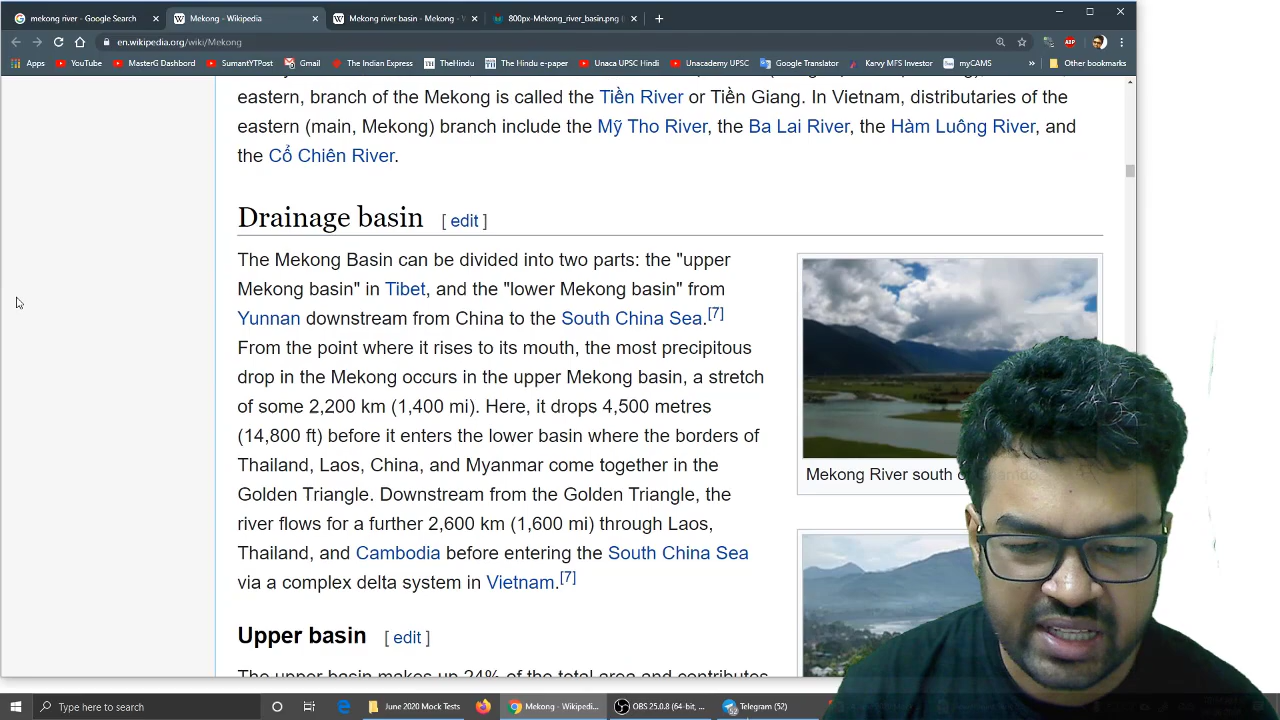 mekong river - Google Search
Mekong - Wikipedia
Mekong river basin - Mekong -
800px-Mekong_river_basin.png
en.wikipedia.org/wiki/Mekong
Apps YouTube MasterG Dashbord SumantYTPost Gmail The Indian Express TheHindu The Hindu e-paper Unaca UPSC Hindi Unacademy UPSC Google Translator Karvy MFS Investor myCAMS » Other bookmarks
eastern, branch of the Mekong is called the Tiền River or Tiền Giang. In Vietnam, distributaries of the
eastern (main, Mekong) branch include the Mỹ Tho River, the Ba Lai River, the Hàm Luông River, and
the Cổ Chiên River.
Drainage basin [ edit ]
The Mekong Basin can be divided into two parts: the "upper
Mekong basin" in Tibet, and the "lower Mekong basin" from
Yunnan downstream from China to the South China Sea.[7]
From the point where it rises to its mouth, the most precipitous
drop in the Mekong occurs in the upper Mekong basin, a stretch
of some 2,200 km (1,400 mi). Here, it drops 4,500 metres
(14,800 ft) before it enters the lower basin where the borders of
Thailand, Laos, China, and Myanmar come together in the
Golden Triangle. Downstream from the Golden Triangle, the
river flows for a further 2,600 km (1,600 mi) through Laos,
Thailand, and Cambodia before entering the South China Sea
via a complex delta system in Vietnam.[7]
Mekong River south
Upper basin [ edit ]
The upper basin makes up 24% of the total area and contributes
Type here to search
June 2020 Mock Tests
Mekong - Wikipedi...
OBS 25.0.8 (64-bit, ...
Telegram (52)